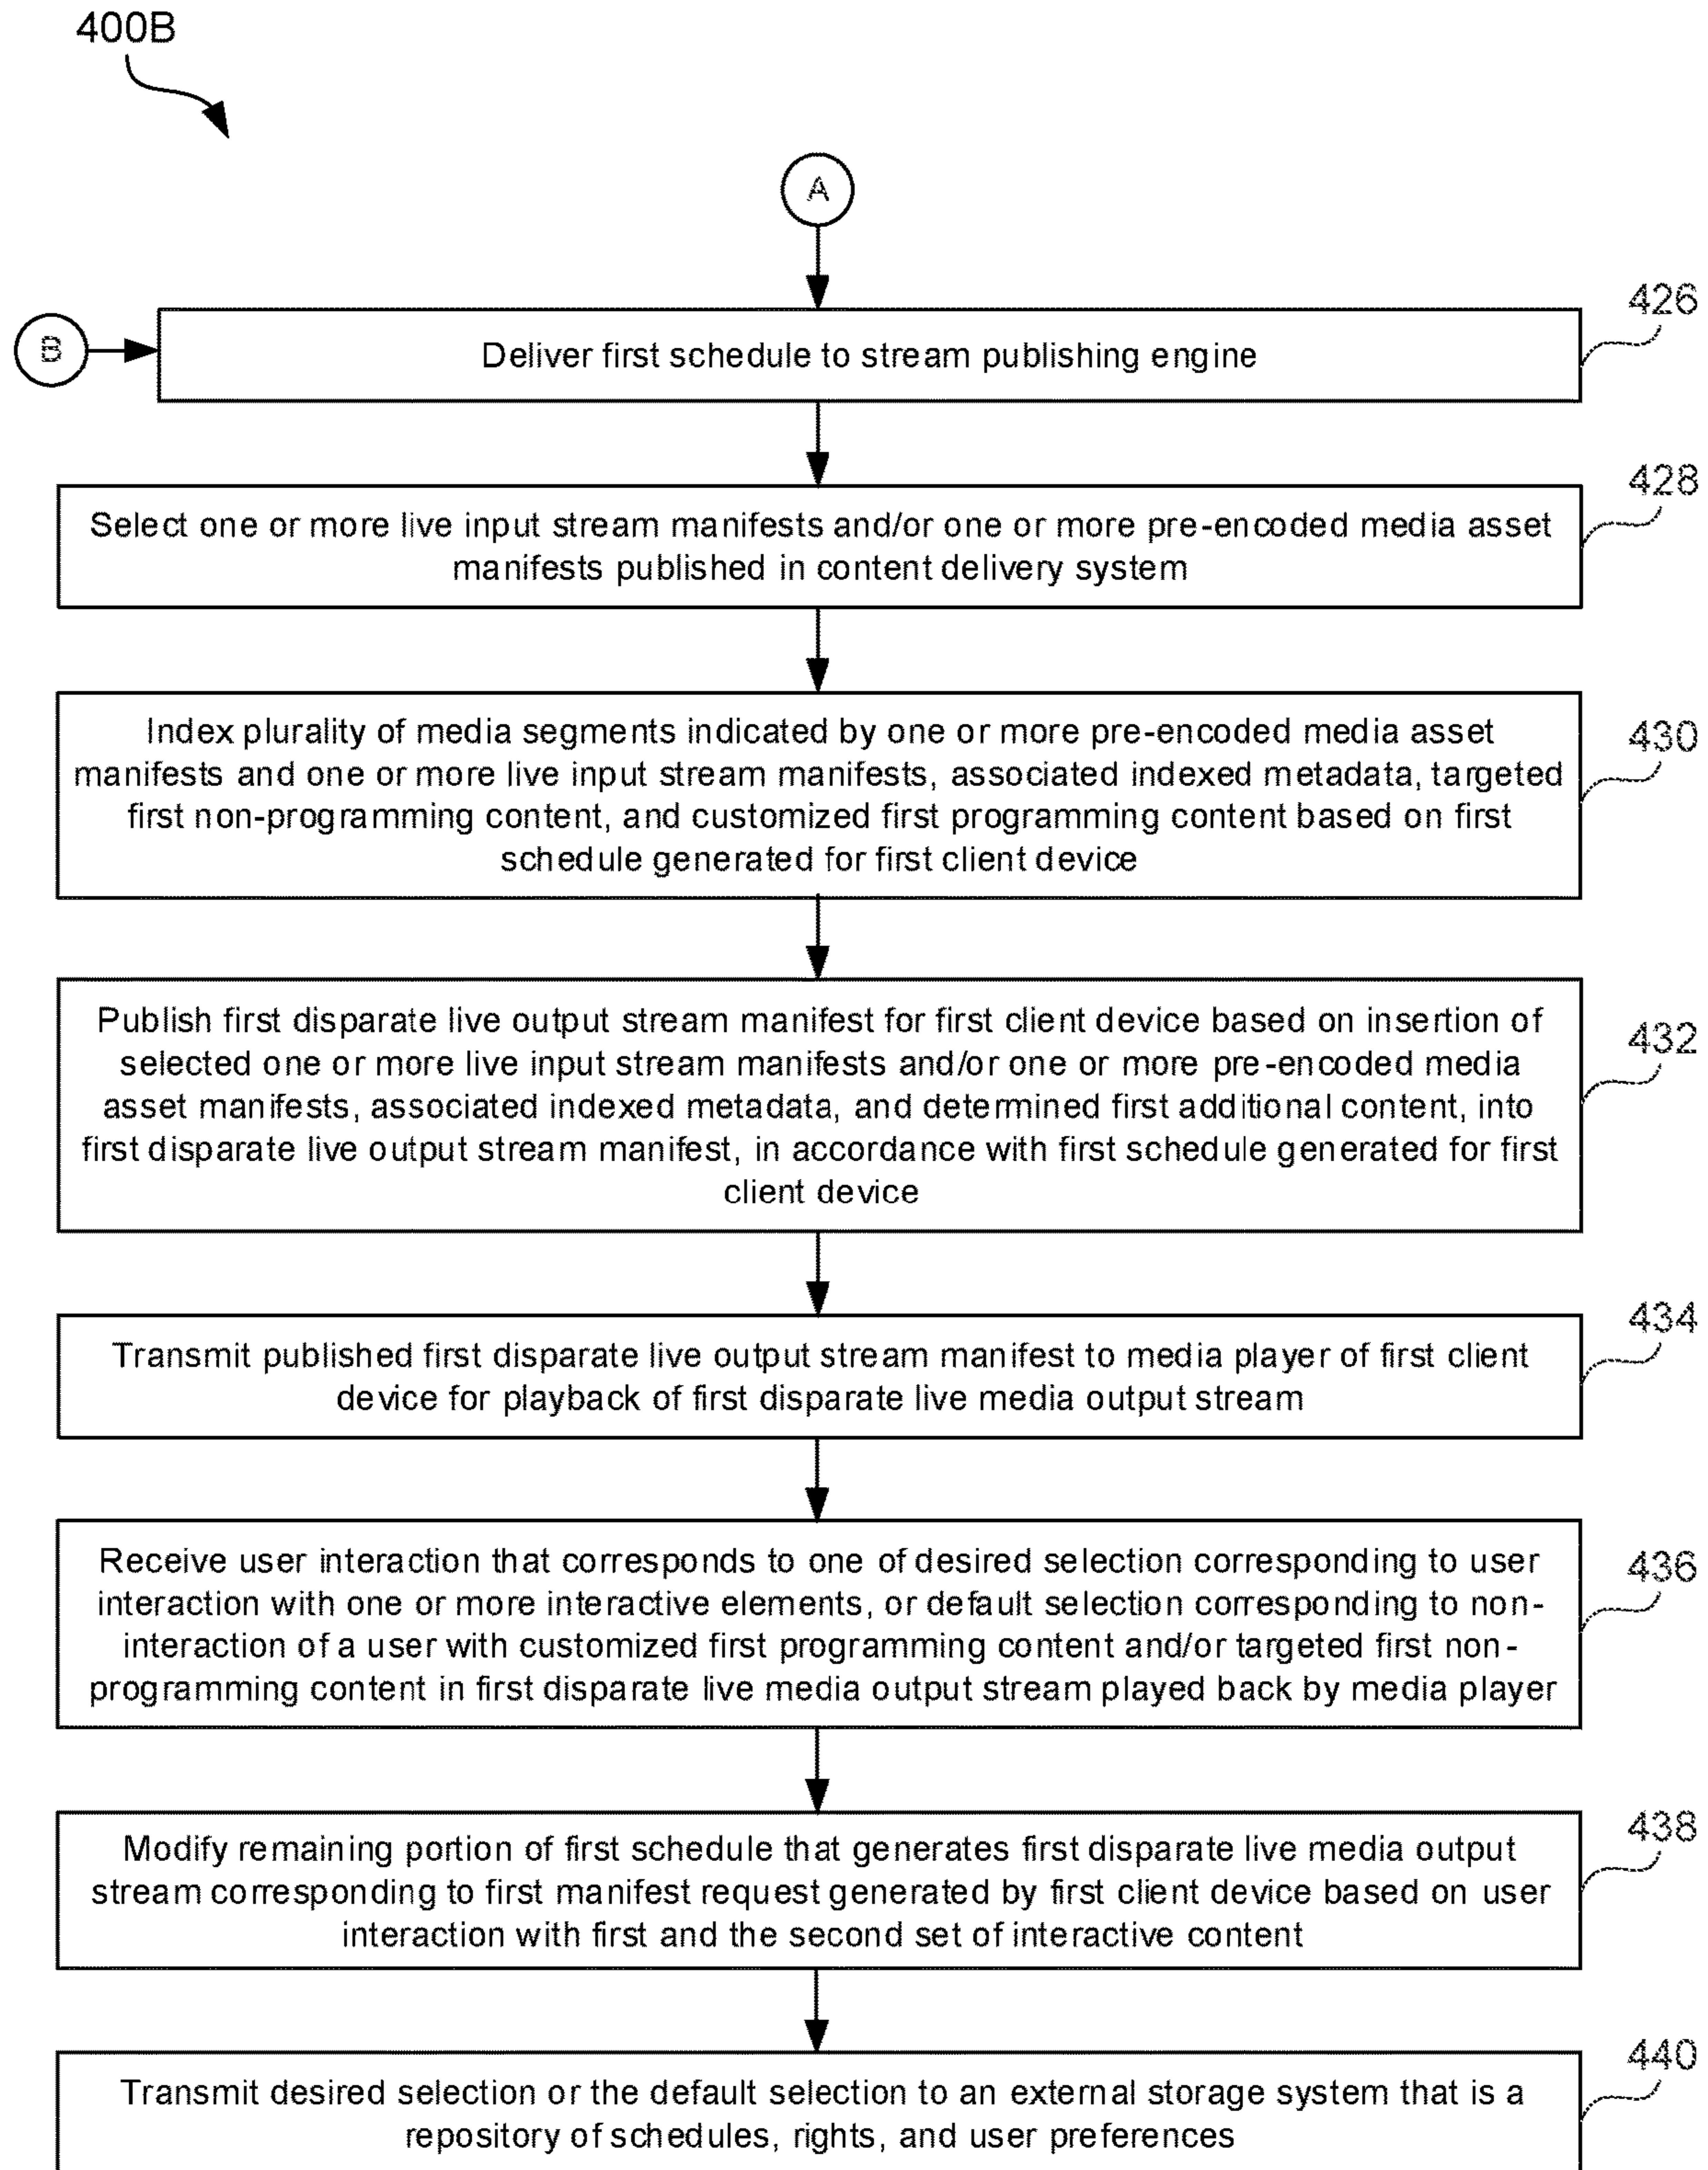 400B
A
B
426
Deliver first schedule to stream publishing engine
428
Select one or more live input stream manifests and/or one or more pre-encoded media asset
manifests published in content delivery system
430
Index plurality of media segments indicated by one or more pre-encoded media asset
manifests and one or more live input stream manifests, associated indexed metadata, targeted
first non-programming content, and customized first programming content based on first
schedule generated for first client device
432
Publish first disparate live output stream manifest for first client device based on insertion of
selected one or more live input stream manifests and/or one or more pre-encoded media
asset manifests, associated indexed metadata, and determined first additional content, into
first disparate live output stream manifest, in accordance with first schedule generated for first
client device
434
Transmit published first disparate live output stream manifest to media player of first client
device for playback of first disparate live media output stream
436
Receive user interaction that corresponds to one of desired selection corresponding to user
interaction with one or more interactive elements, or default selection corresponding to non-
interaction of a user with customized first programming content and/or targeted first non-
programming content in first disparate live media output stream played back by media player
438
Modify remaining portion of first schedule that generates first disparate live media output
stream corresponding to first manifest request generated by first client device based on user
interaction with first and the second set of interactive content
440
Transmit desired selection or the default selection to an external storage system that is a
repository of schedules, rights, and user preferences